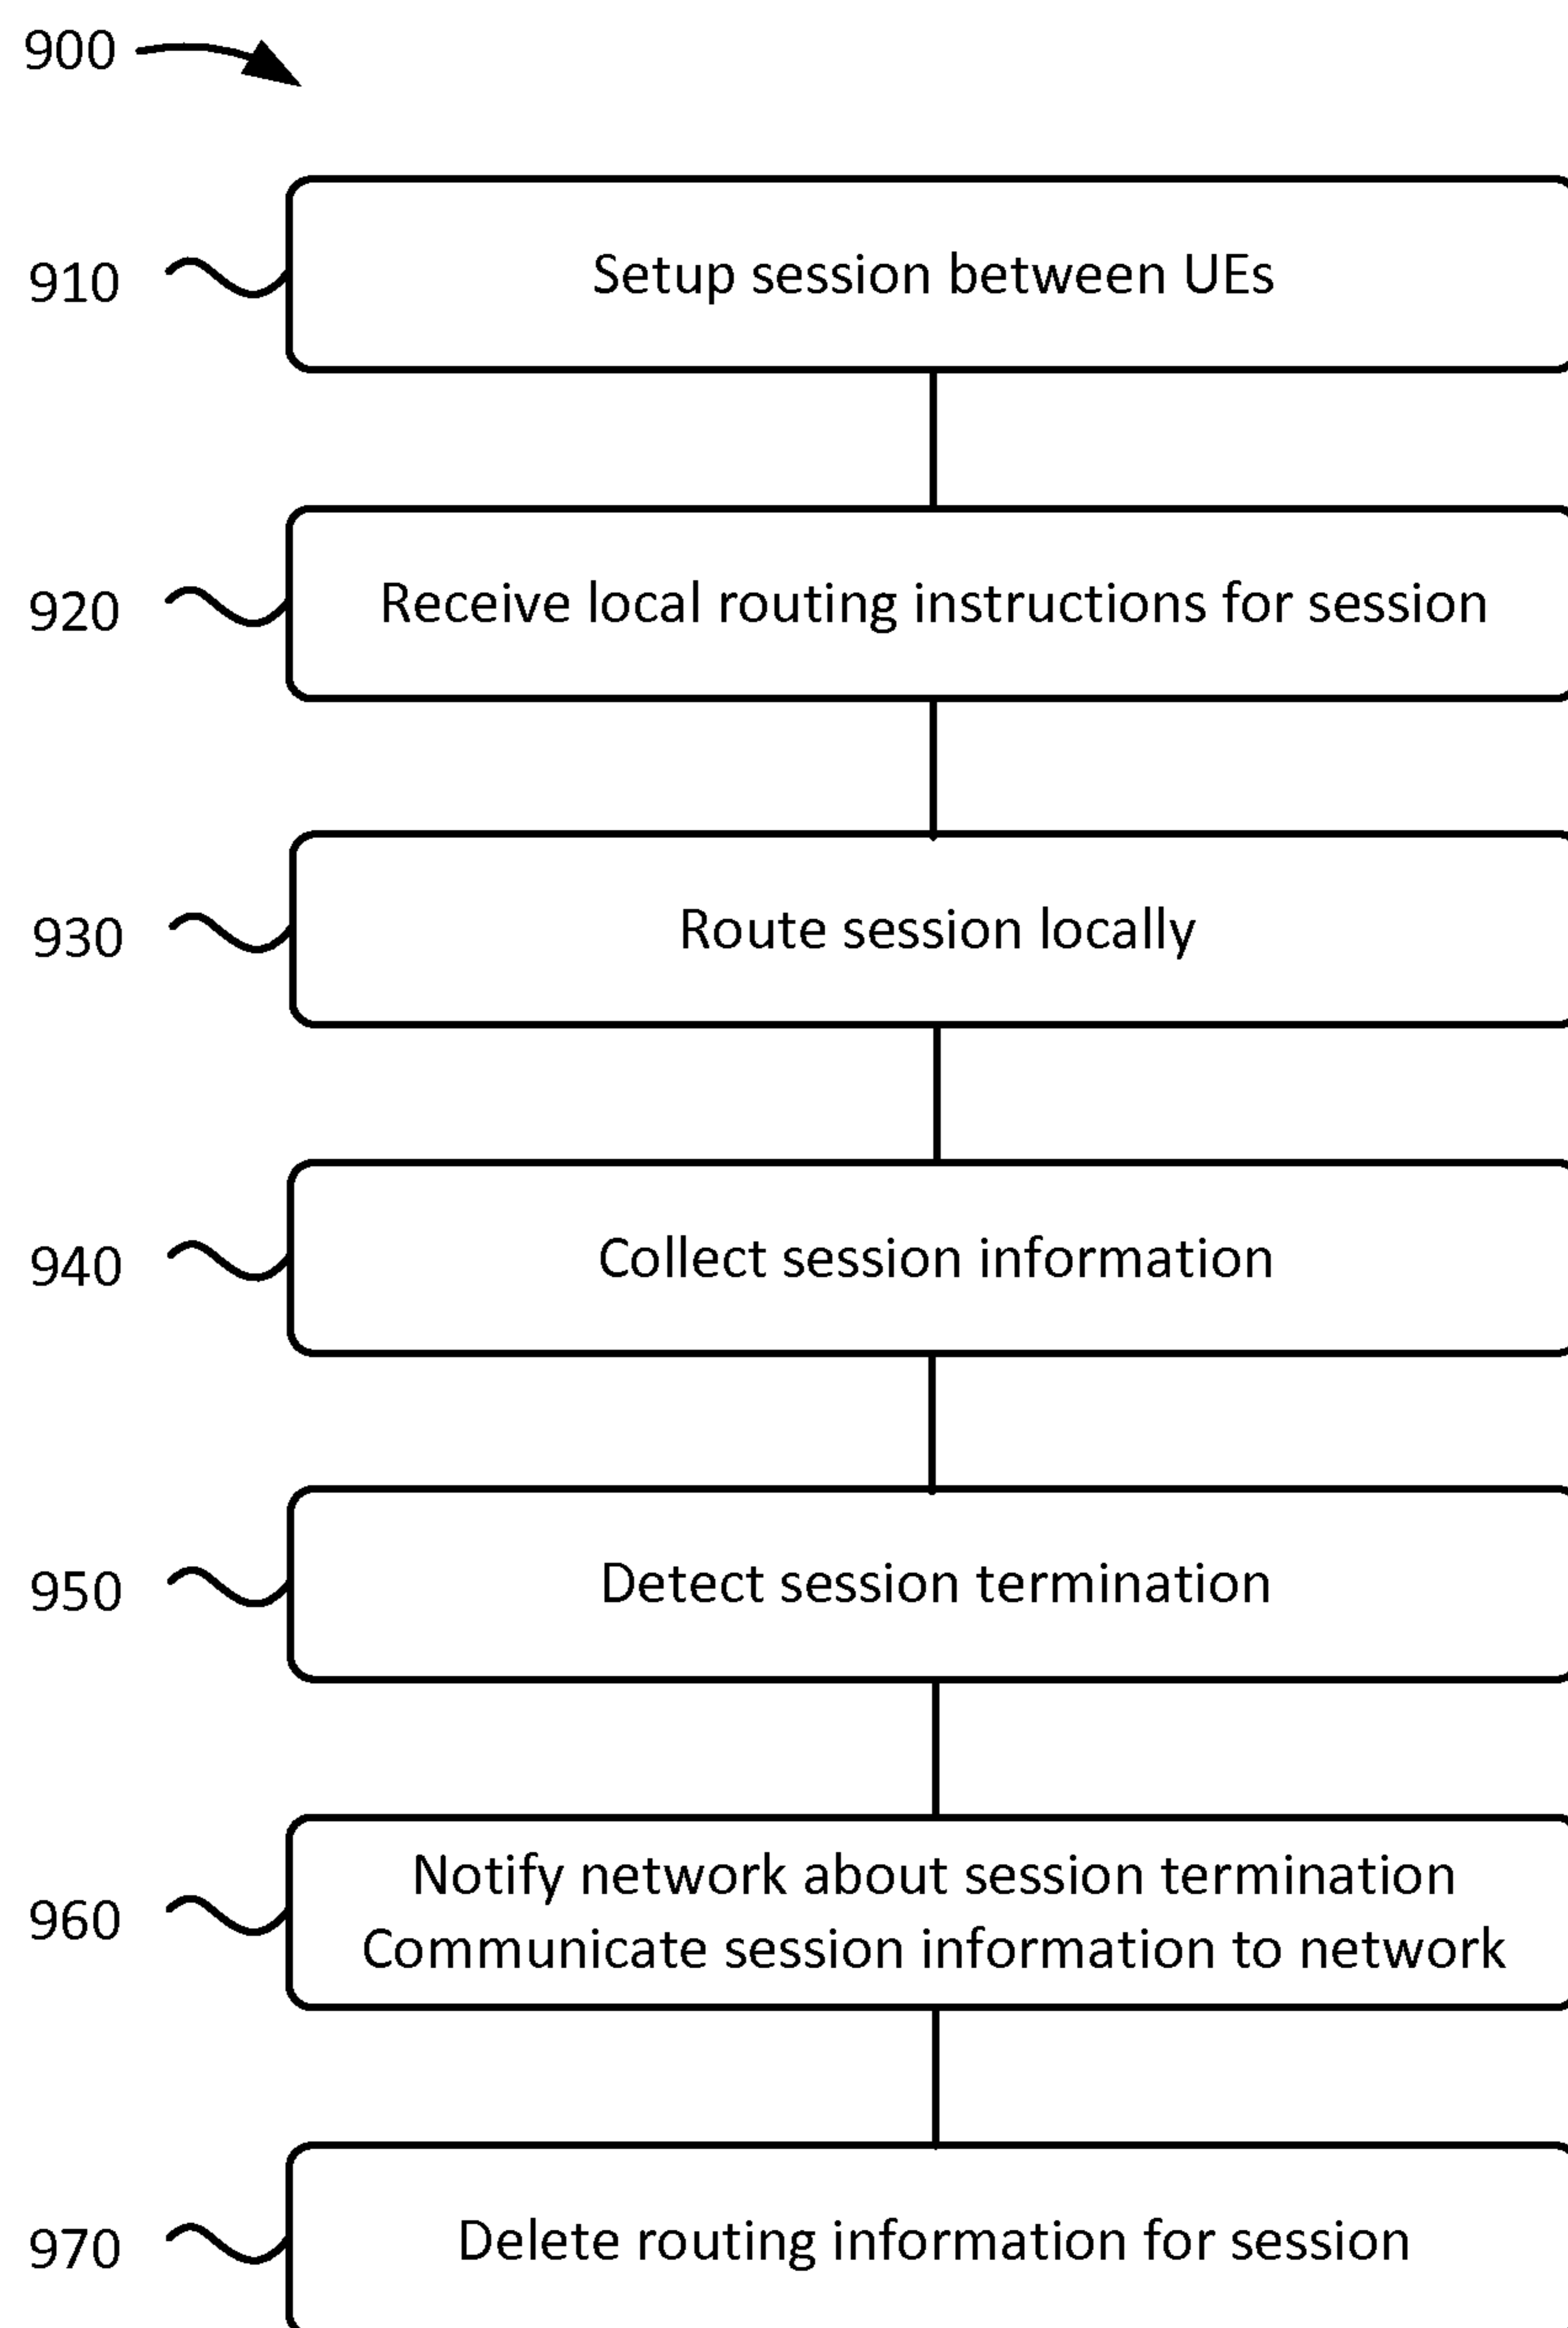 900
910 Setup session between UEs
920 Receive local routing instructions for session
930 Route session locally
940 Collect session information
950 Detect session termination
960 Notify network about session termination
Communicate session information to network
970 Delete routing information for session